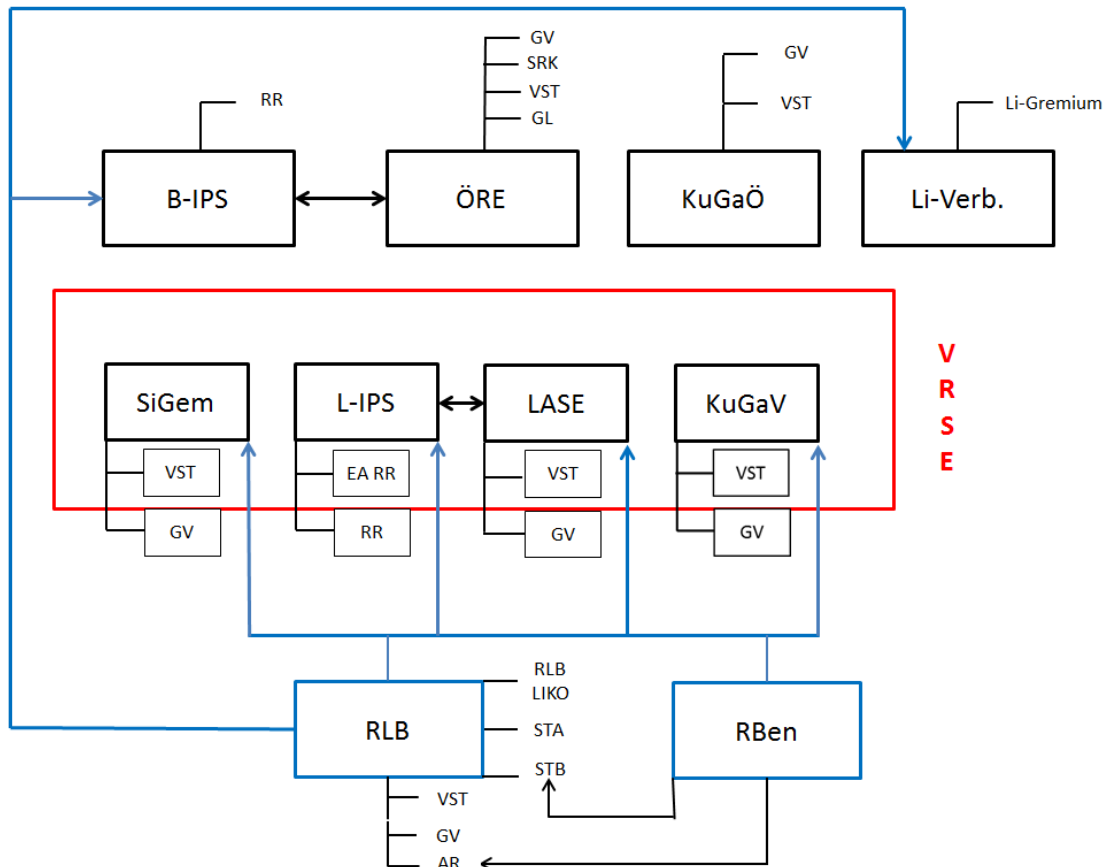 GV
SRK
VST
GL
GV
VST
RR
Li-Gremium
B-IPS
ÖRE
KuGaÖ
Li-Verb.
V
R
S
E
SiGem
L-IPS
LASE
KuGaV
VST
EA RR
VST
VST
GV
RR
GV
GV
RLB
LIKO
STA
STB
RLB
RBen
VST
GV
AR